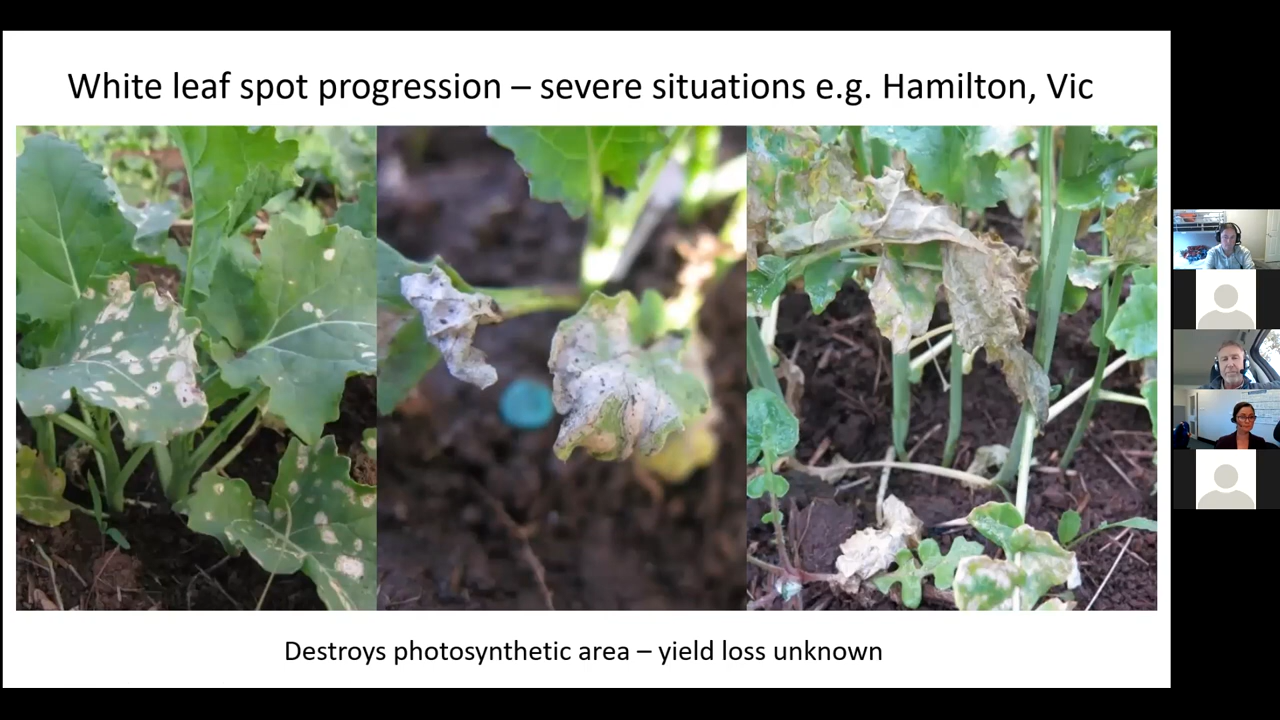 White leaf spot progression – severe situations e.g. Hamilton, Vic
Destroys photosynthetic area – yield loss unknown